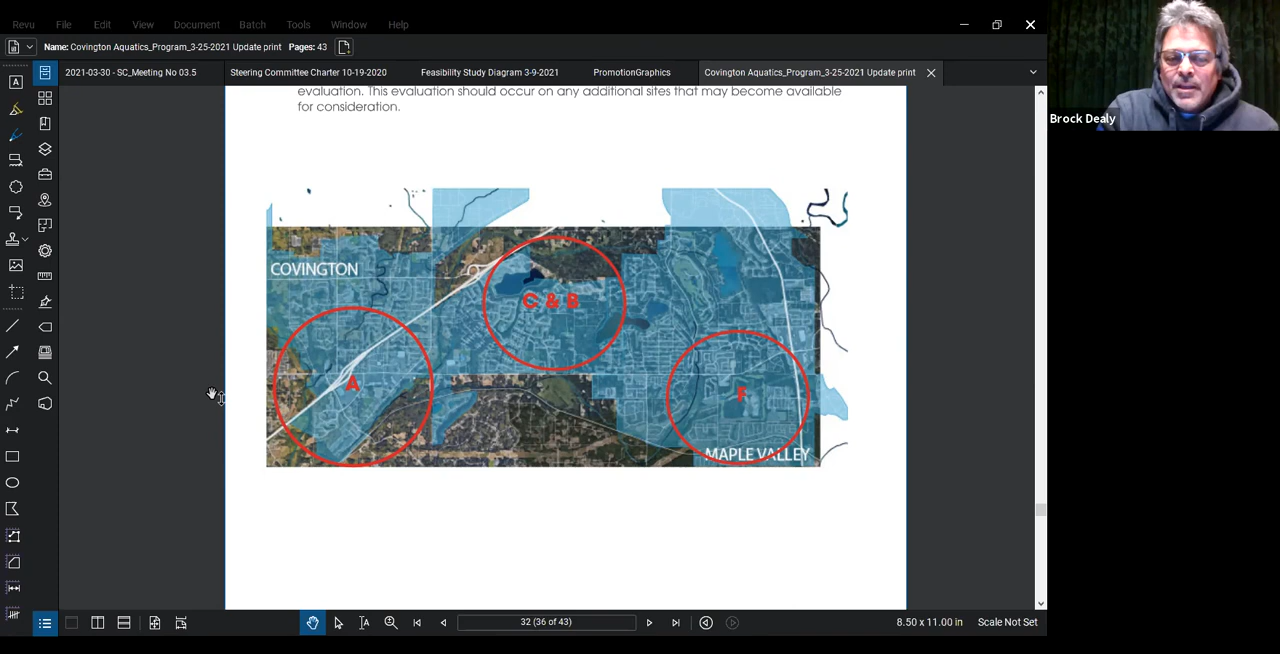 Revu File Edit View Document Batch Tools Window Help
Name: Covington Aquatics_Program_3-25-2021 Update print Pages: 43
2021-03-30 - SC_Meeting No 03.5 Steering Committee Charter 10-19-2020 Feasibility Study Diagram 3-9-2021 PromotionGraphics Covington Aquatics_Program_3-25-2021 Update print
evaluation. This evaluation should occur on any additional sites that may become available
for consideration.
Brock Dealy
COVINGTON
C & B
A
F
MAPLE VALLEY
32 (36 of 43) 8.50 x 11.00 in Scale Not Set